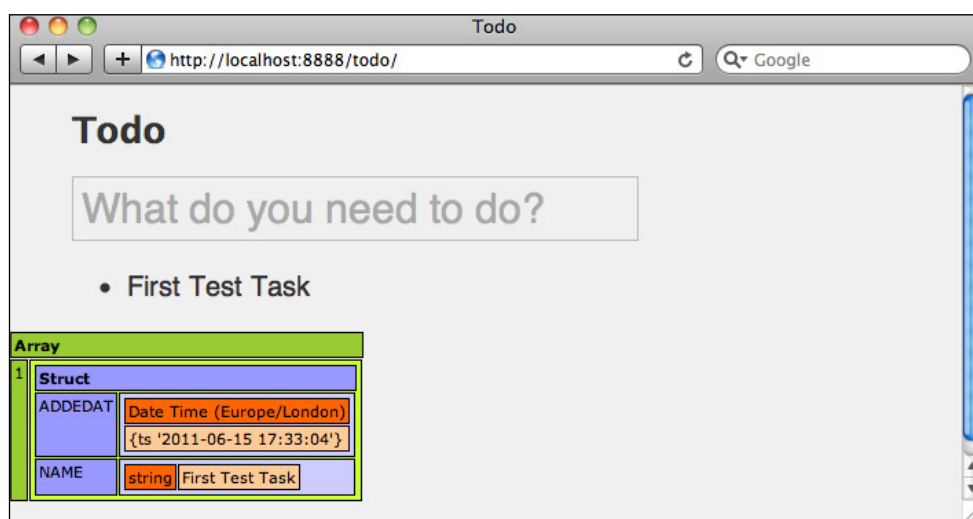 Todo
http://localhost:8888/todo/
Google
Todo
What do you need to do?
• First Test Task
Array
1
Struct
ADDEDAT
Date Time (Europe/London)
{ts '2011-06-15 17:33:04'}
NAME
string First Test Task